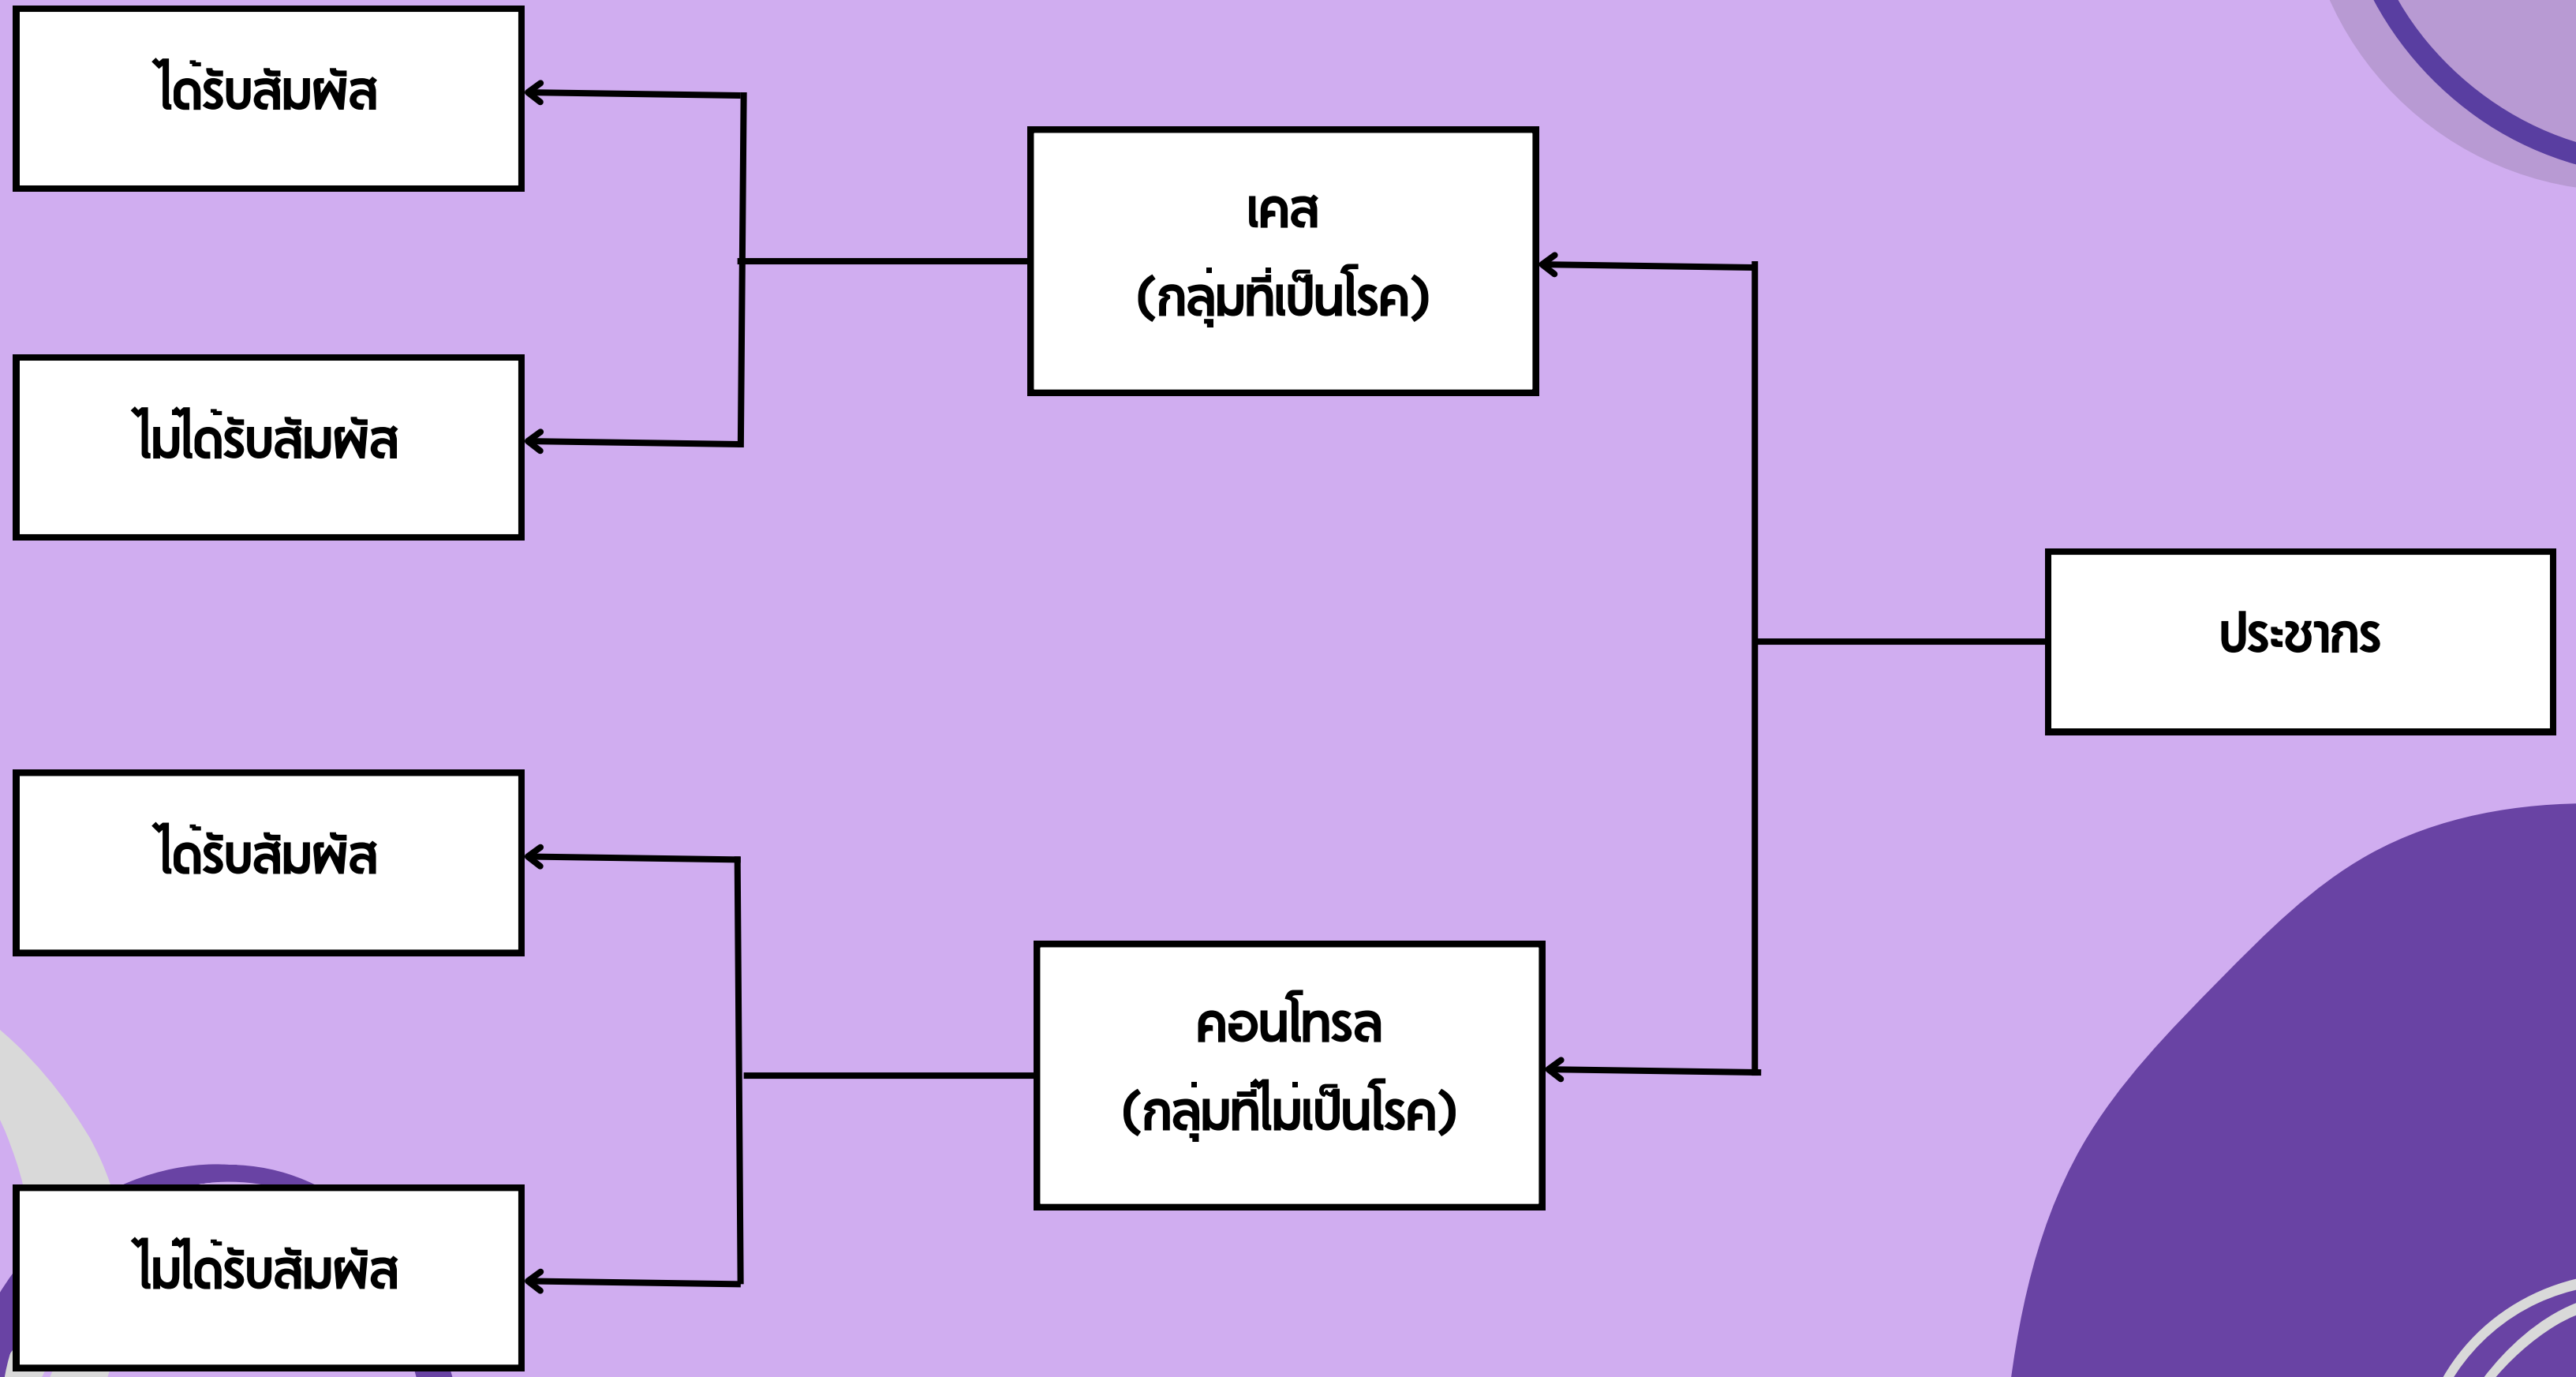 ได้รับสัมผัส
เคส
(กลุ่มที่เป็นโรค)
ไม่ได้รับสัมผัส
ประชากร
ได้รับสัมผัส
คอนโทรล
(กลุ่มที่ไม่เป็นโรค)
ไม่ได้รับสัมผัส